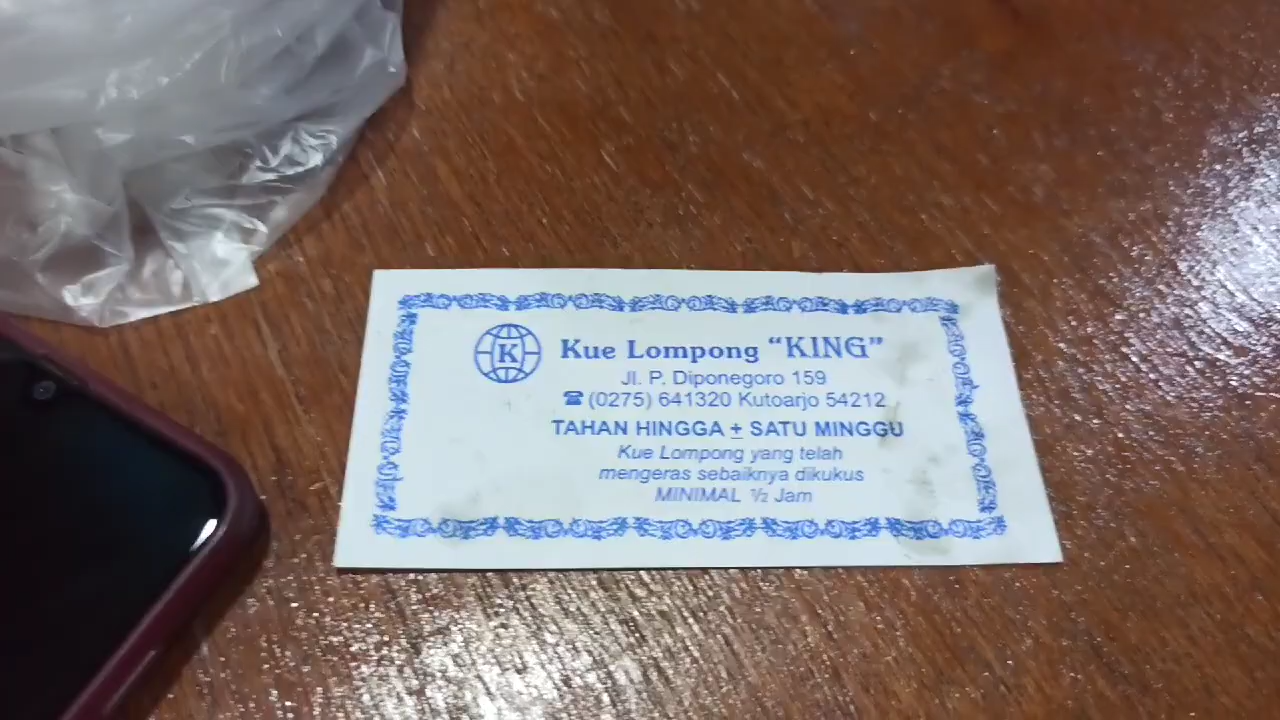 K
Kue Lompong “KING”
Jl. P. Diponegoro 159
☎ (0275) 641320 Kutoarjo 54212
TAHAN HINGGA ± SATU MINGGU
Kue Lompong yang telah
mengeras sebaiknya dikukus
MINIMAL ½ Jam